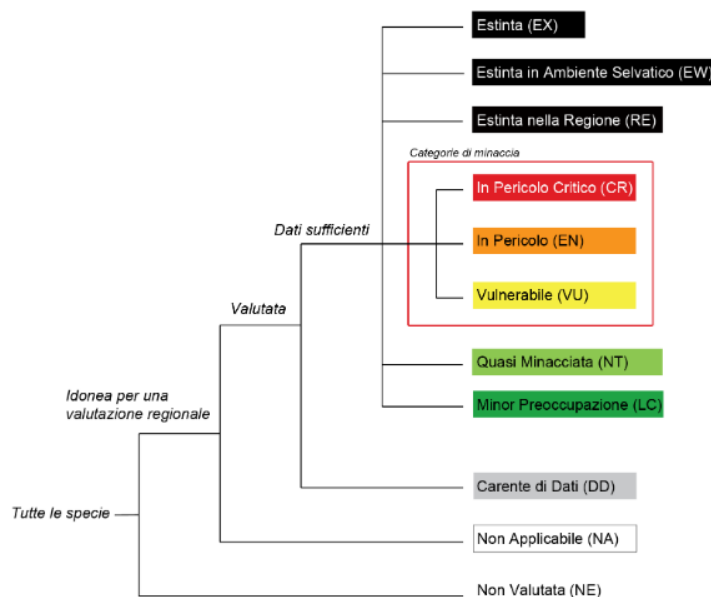 Estinta (EX)
Estinta in Ambiente Selvatico (EW)
Estinta nella Regione (RE)
Categorie di minaccia
In Pericolo Critico (CR)
Dati sufficienti
In Pericolo (EN)
Vulnerabile (VU)
Valutata
Quasi Minacciata (NT)
Idonea per una
valutazione regionale
Minor Preoccupazione (LC)
Carente di Dati (DD)
Tutte le specie
Non Applicabile (NA)
Non Valutata (NE)